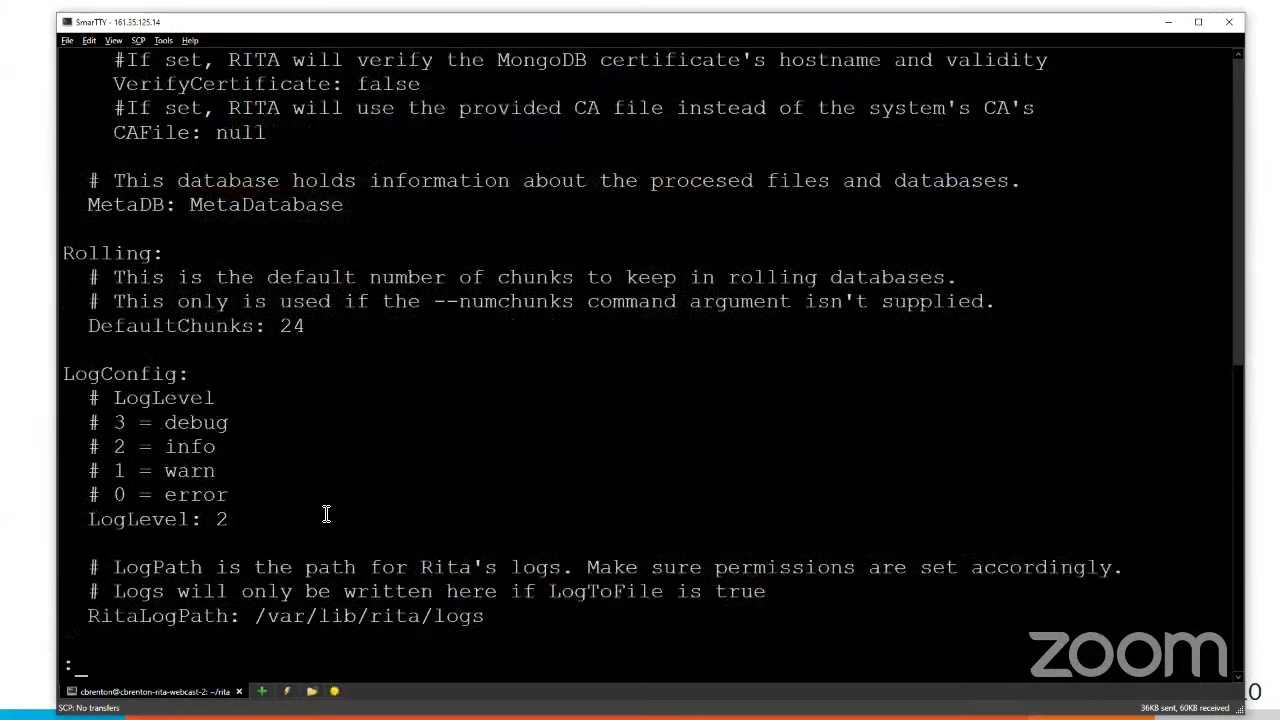 SmarTTY - 161.35.125.14
File Edit View SCP Tools Help
#If set, RITA will verify the MongoDB certificate's hostname and validity
VerifyCertificate: false
#If set, RITA will use the provided CA file instead of the system's CA's
CAFile: null
# This database holds information about the procesed files and databases.
MetaDB: MetaDatabase
Rolling:
# This is the default number of chunks to keep in rolling databases.
# This only is used if the --numchunks command argument isn't supplied.
DefaultChunks: 24
LogConfig:
# LogLevel
# 3 = debug
# 2 = info
# 1 = warn
# 0 = error
LogLevel: 2
# LogPath is the path for Rita's logs. Make sure permissions are set accordingly.
# Logs will only be written here if LogToFile is true
RitaLogPath: /var/lib/rita/logs
:
zoom
cbrenton@cbrenton-rita-webcast-2: ~/rita
SCP: No transfers
36KB sent, 60KB received